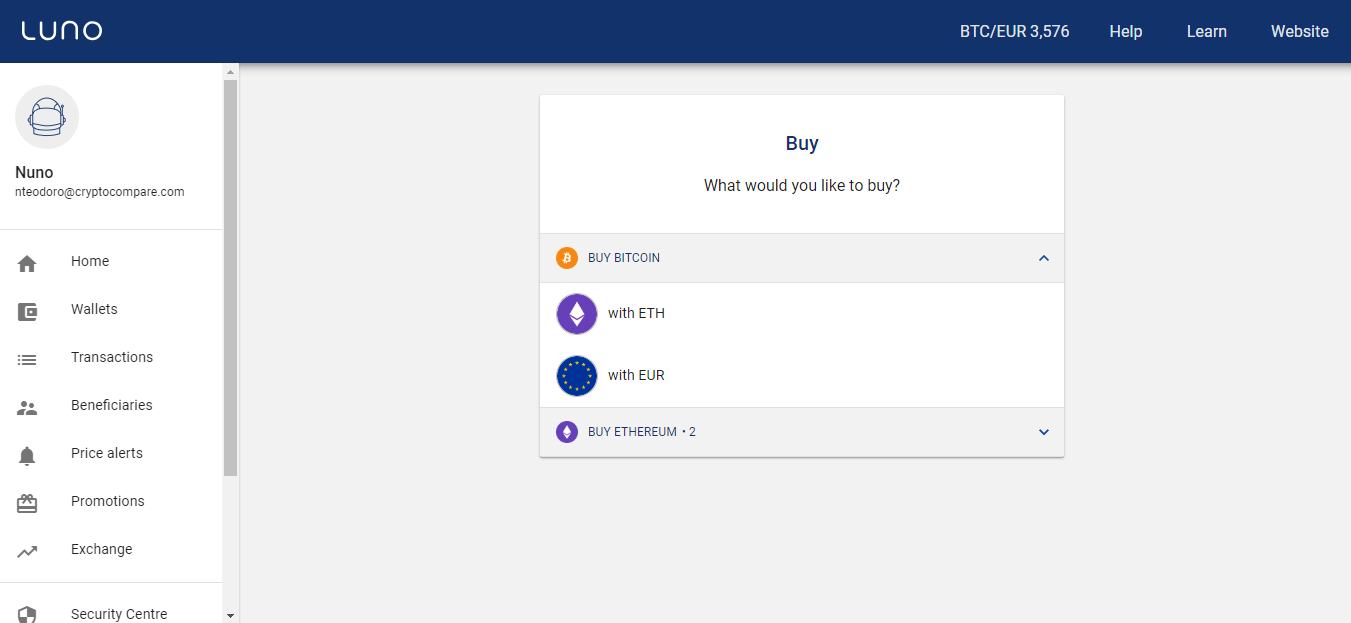 LUNO
BTC/EUR 3,576
Help
Learn
Website
Nuno
nteodoro@cryptocompare.com
Home
Wallets
Transactions
Beneficiaries
Price alerts
Promotions
Exchange
Security Centre
Buy
What would you like to buy?
BUY BITCOIN
with ETH
with EUR
BUY ETHEREUM • 2